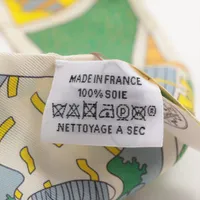 MADE IN FRANCE
100% SOIE
NETTOYAGE A SEC